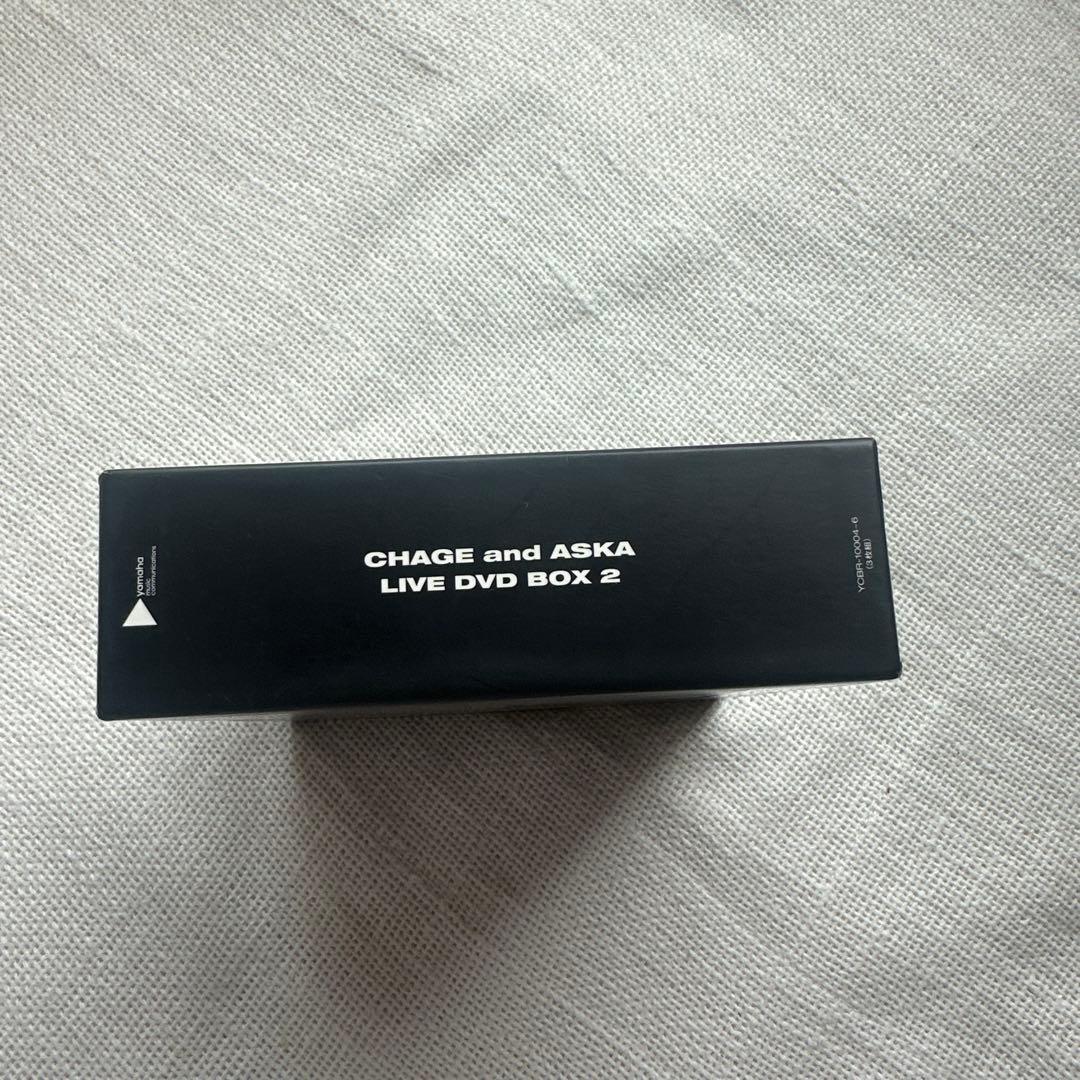 yamaha
music
communications
CHAGE and ASKA
LIVE DVD BOX 2
YCBR-10004~6
(3枚組)